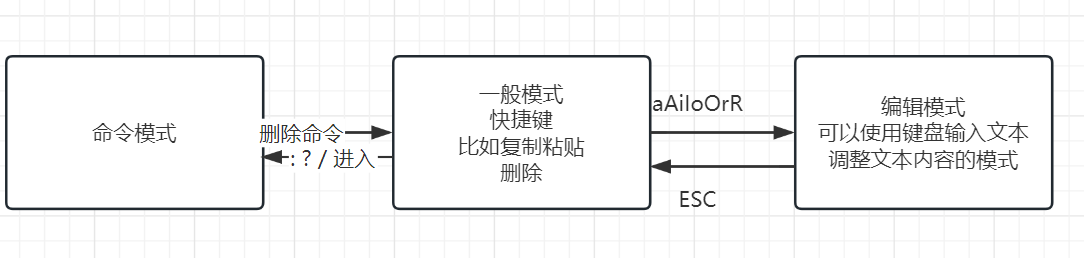 命令模式
删除命令
: ? / 进入
一般模式
快捷键
比如复制粘贴
删除
aAiIoOrR
ESC
编辑模式
可以使用键盘输入文本
调整文本内容的模式